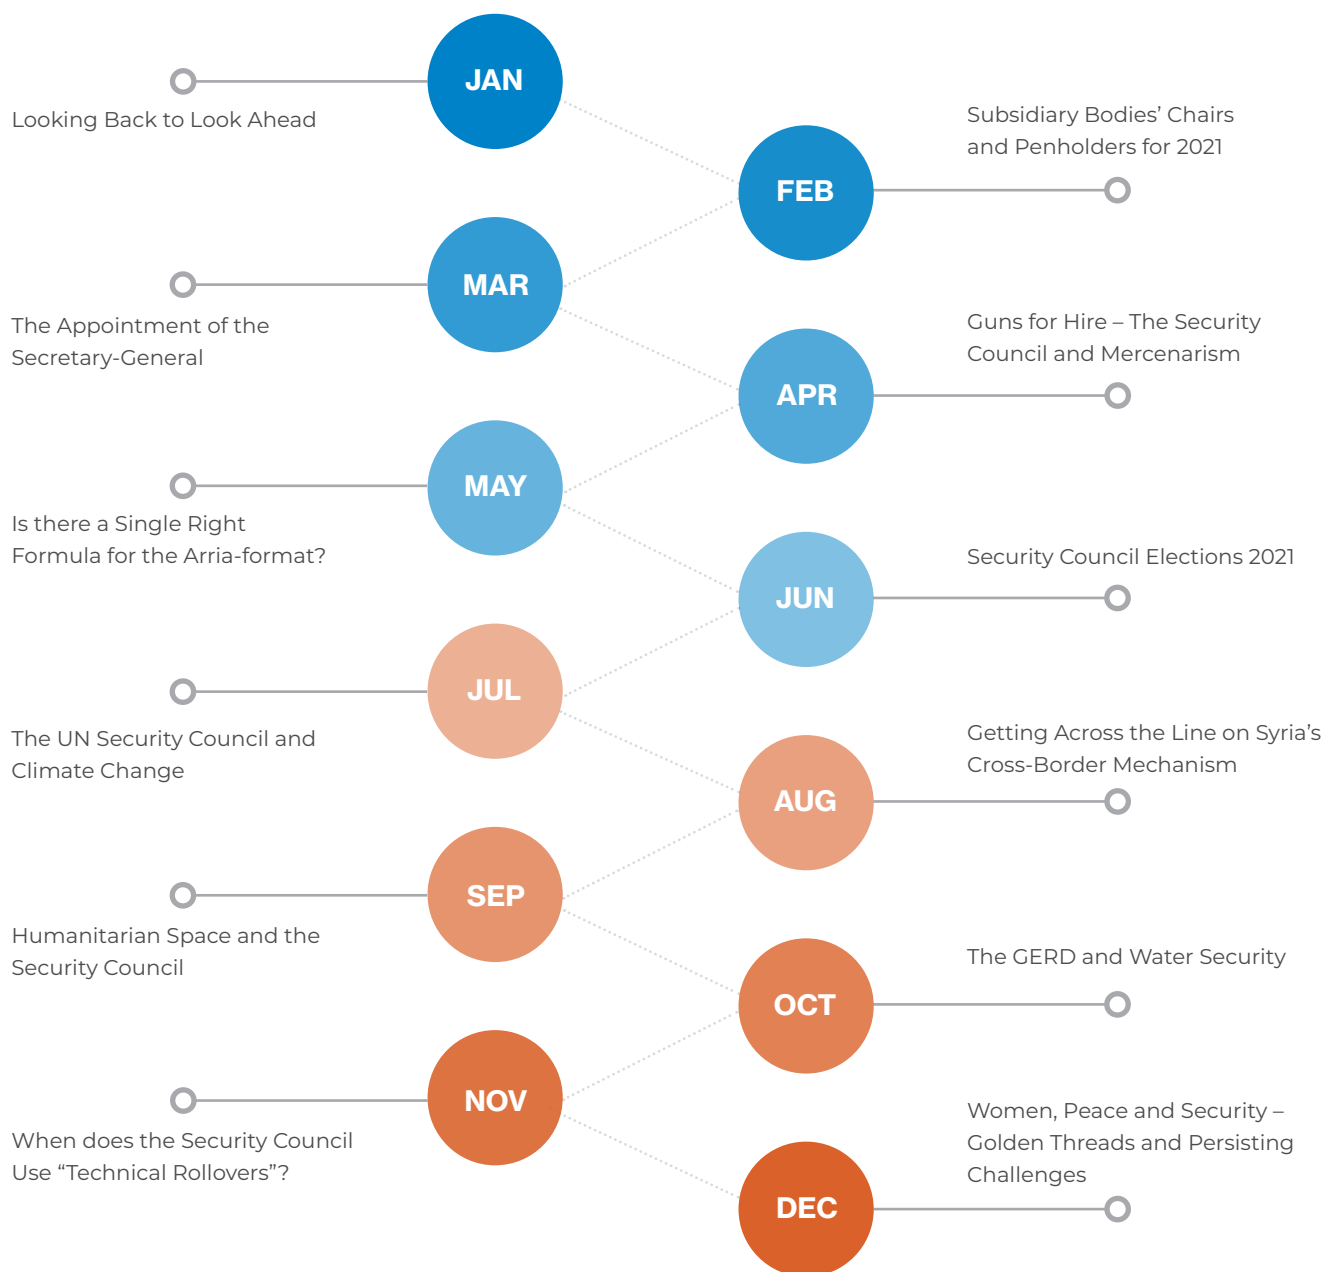 JAN
Looking Back to Look Ahead
Subsidiary Bodies’ Chairs
and Penholders for 2021
FEB
MAR
The Appointment of the
Secretary-General
Guns for Hire – The Security
Council and Mercenarism
APR
MAY
Is there a Single Right
Formula for the Arria-format?
Security Council Elections 2021
JUN
JUL
The UN Security Council and
Climate Change
Getting Across the Line on Syria’s
Cross-Border Mechanism
AUG
SEP
Humanitarian Space and the
Security Council
The GERD and Water Security
OCT
NOV
When does the Security Council
Use “Technical Rollovers”?
Women, Peace and Security –
Golden Threads and Persisting
Challenges
DEC